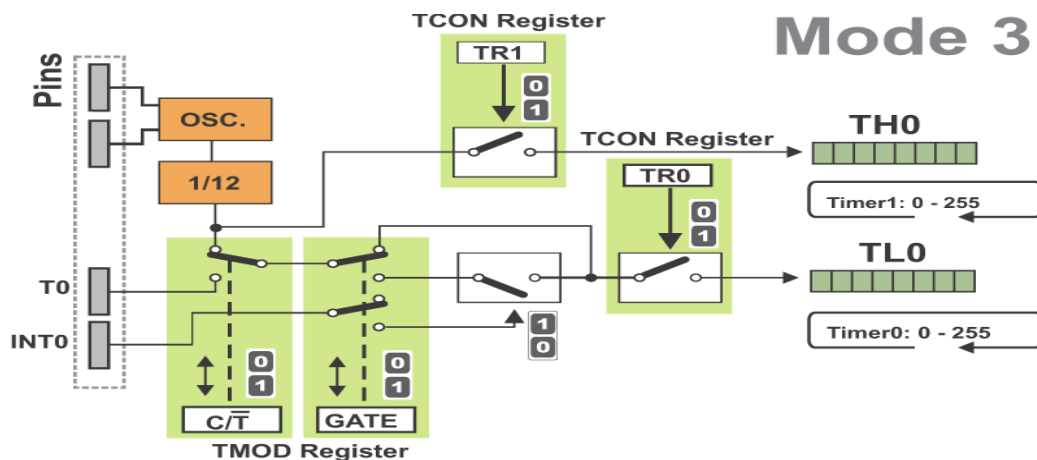 TCON Register
Mode 3
Pins
TR1
0
1
OSC.
TCON Register
TH0
1/12
TR0
Timer1: 0 - 255
0
1
TL0
T0
INT0
1
0
Timer0: 0 - 255
0
1
0
1
C/T̅
GATE
TMOD Register